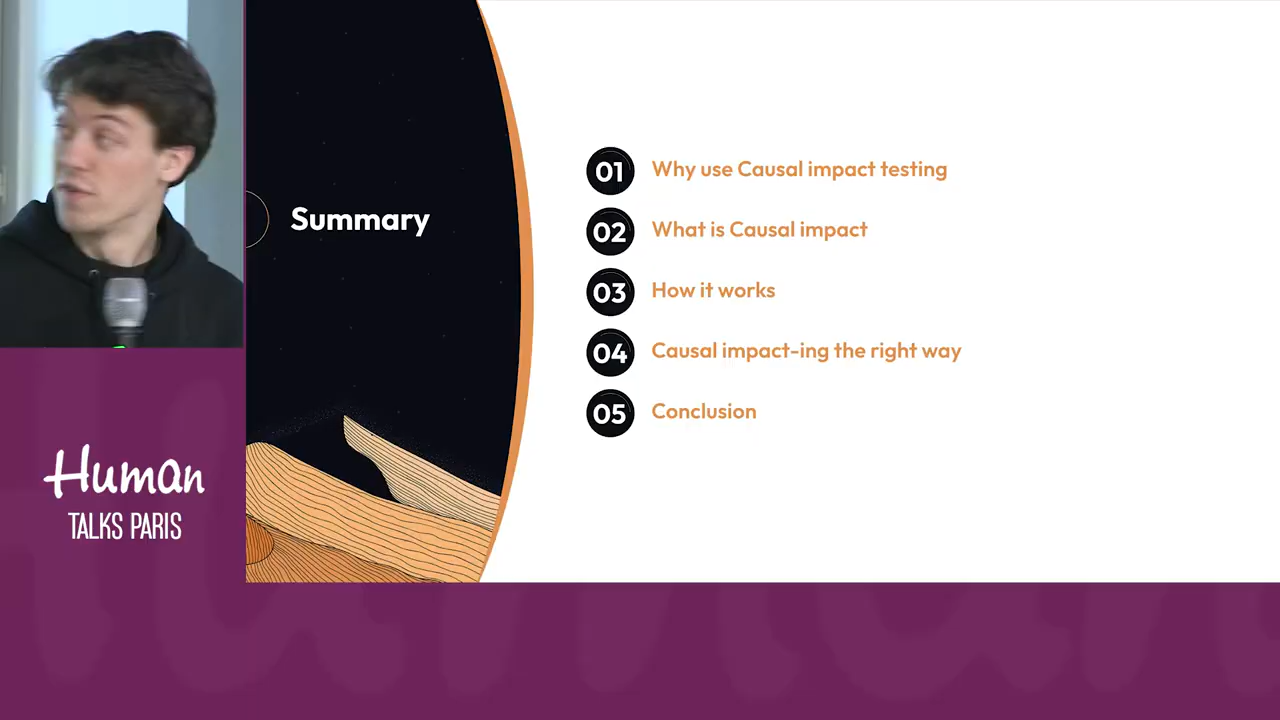 Summary
01 Why use Causal impact testing
02 What is Causal impact
03 How it works
04 Causal impact-ing the right way
05 Conclusion
Human
TALKS PARIS